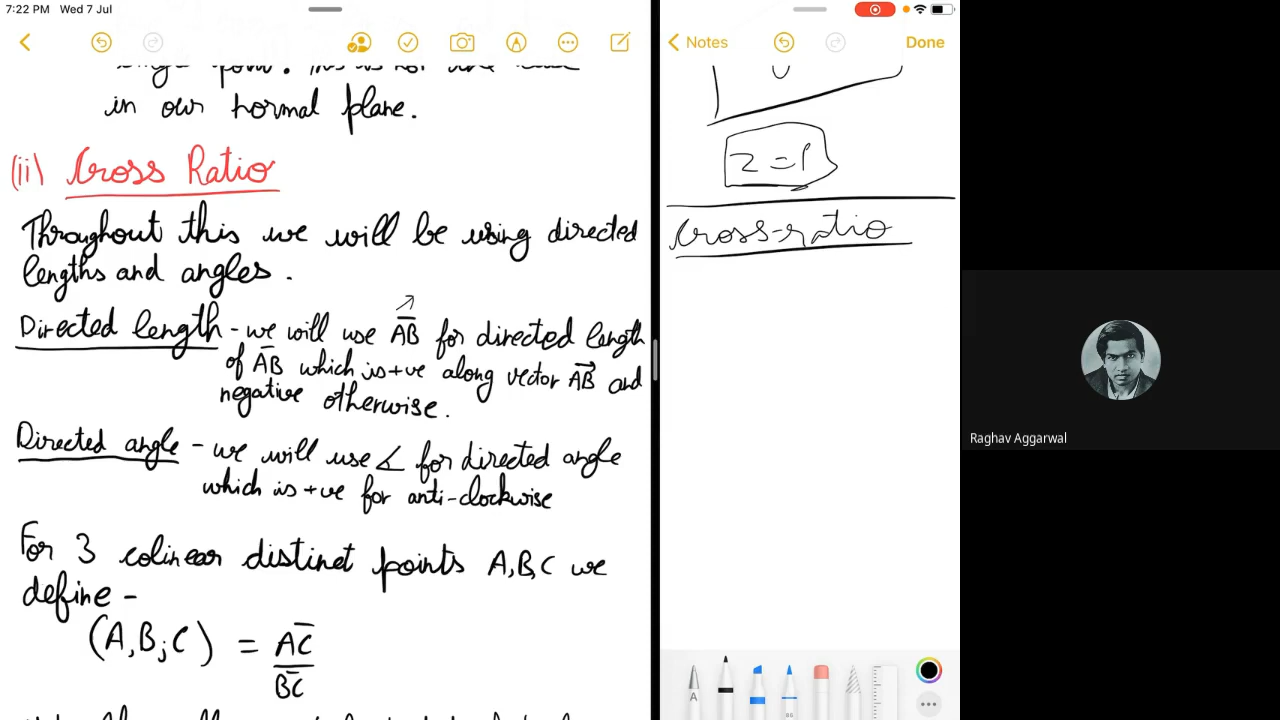 7:22 PM Wed 7 Jul
in our normal plane.
(ii) Cross Ratio
Throughout this we will be using directed
lengths and angles.
Directed length - we will use AB for directed length
of AB which is +ve along vector AB and
negative otherwise.
Directed angle - we will use ∡ for directed angle
which is +ve for anti-clockwise
For 3 colinear distinct points A,B,C we
define -
(A,B;C) = AC
BC
Notes
Done
z=1
Cross-ratio
Raghav Aggarwal